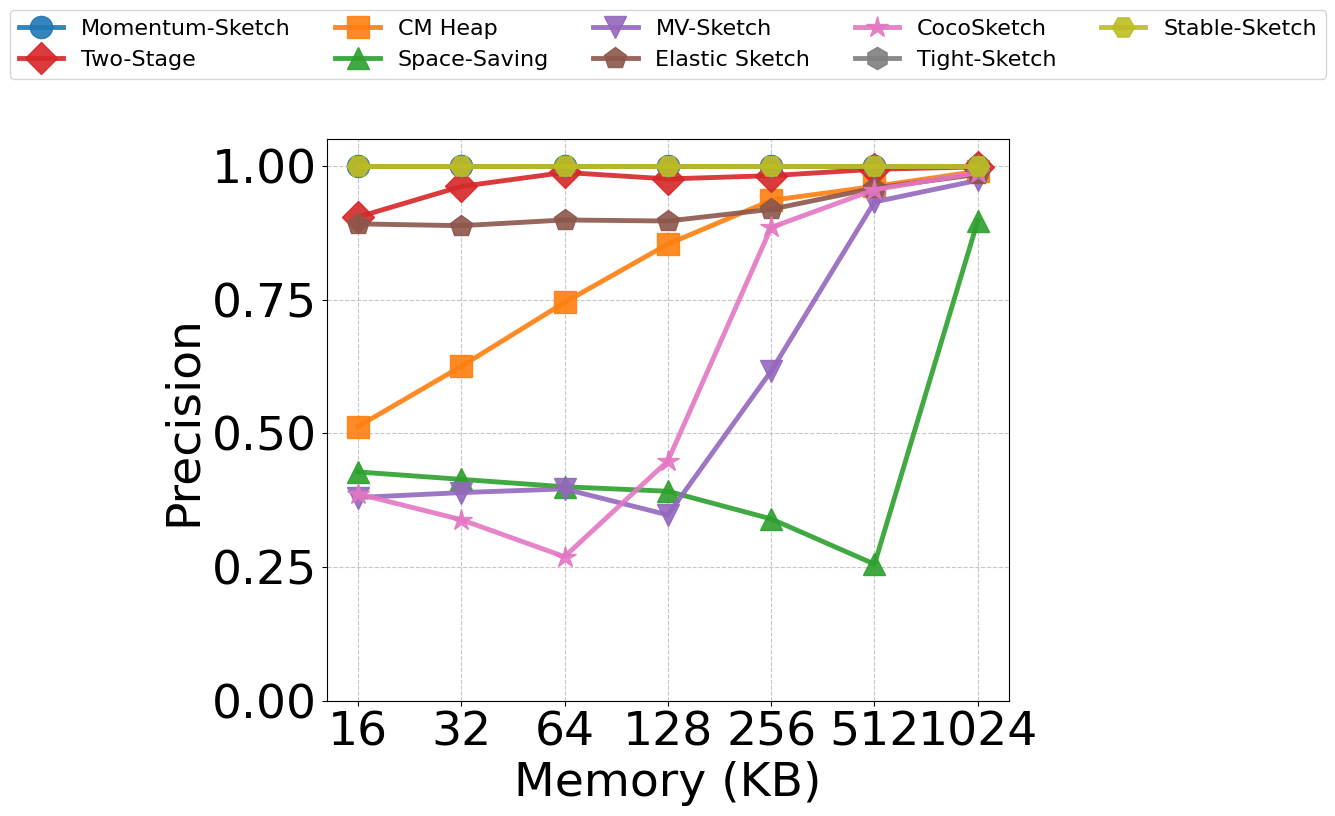 Momentum-Sketch CM Heap MV-Sketch CocoSketch Stable-Sketch
Two-Stage Space-Saving Elastic Sketch Tight-Sketch
1.00
0.75
0.50
0.25
0.00
Precision
16 32 64 128 256 512 1024
Memory (KB)